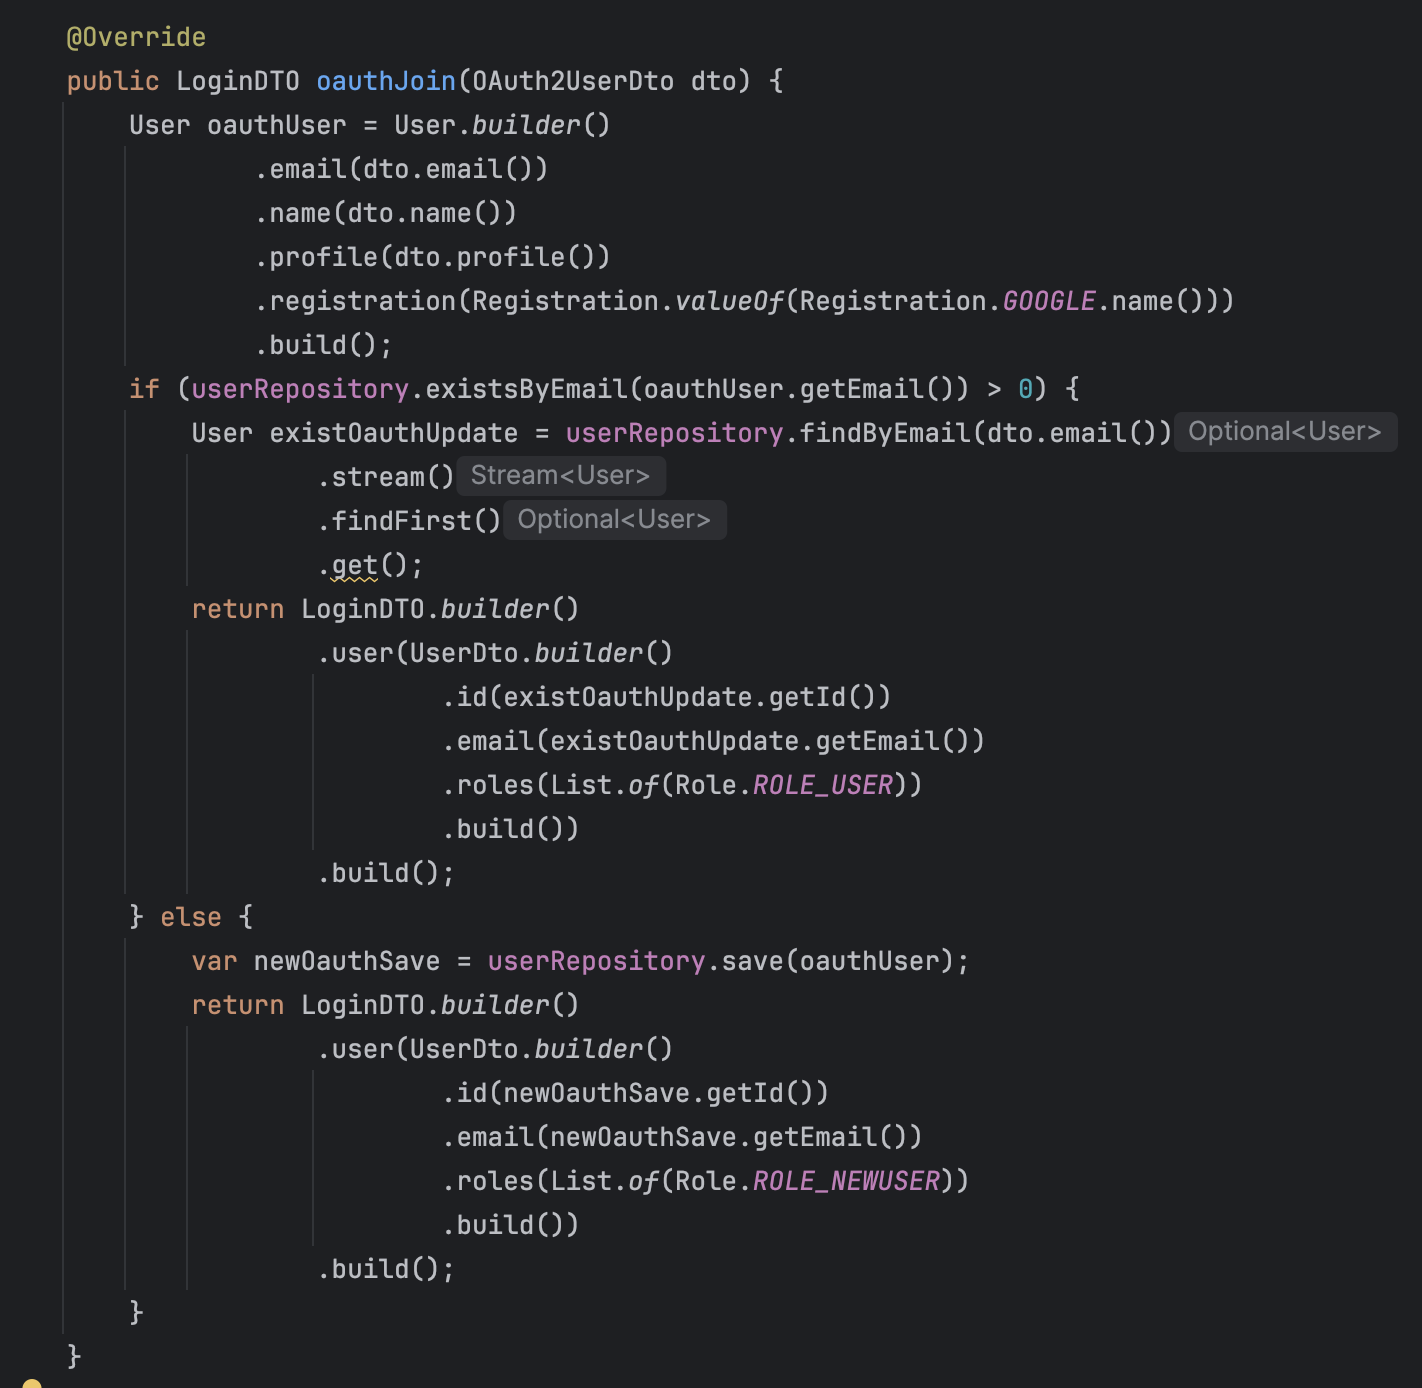 @Override
public LoginDTO oauthJoin(OAuth2UserDto dto) {
User oauthUser = User.builder()
.email(dto.email())
.name(dto.name())
.profile(dto.profile())
.registration(Registration.valueOf(Registration.GOOGLE.name()))
.build();
if (userRepository.existsByEmail(oauthUser.getEmail()) > 0) {
User existOauthUpdate = userRepository.findByEmail(dto.email()) Optional<User>
.stream() Stream<User>
.findFirst() Optional<User>
.get();
return LoginDTO.builder()
.user(UserDto.builder()
.id(existOauthUpdate.getId())
.email(existOauthUpdate.getEmail())
.roles(List.of(Role.ROLE_USER))
.build())
.build();
} else {
var newOauthSave = userRepository.save(oauthUser);
return LoginDTO.builder()
.user(UserDto.builder()
.id(newOauthSave.getId())
.email(newOauthSave.getEmail())
.roles(List.of(Role.ROLE_NEWUSER))
.build())
.build();
}
}